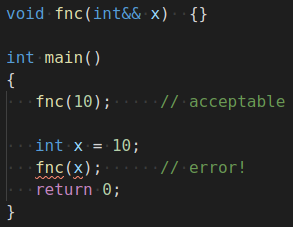 void fnc(int&& x)  {}
int main()
{
    fnc(10);     // acceptable
    int x = 10;
    fnc(x);      // error!
    return 0;
}